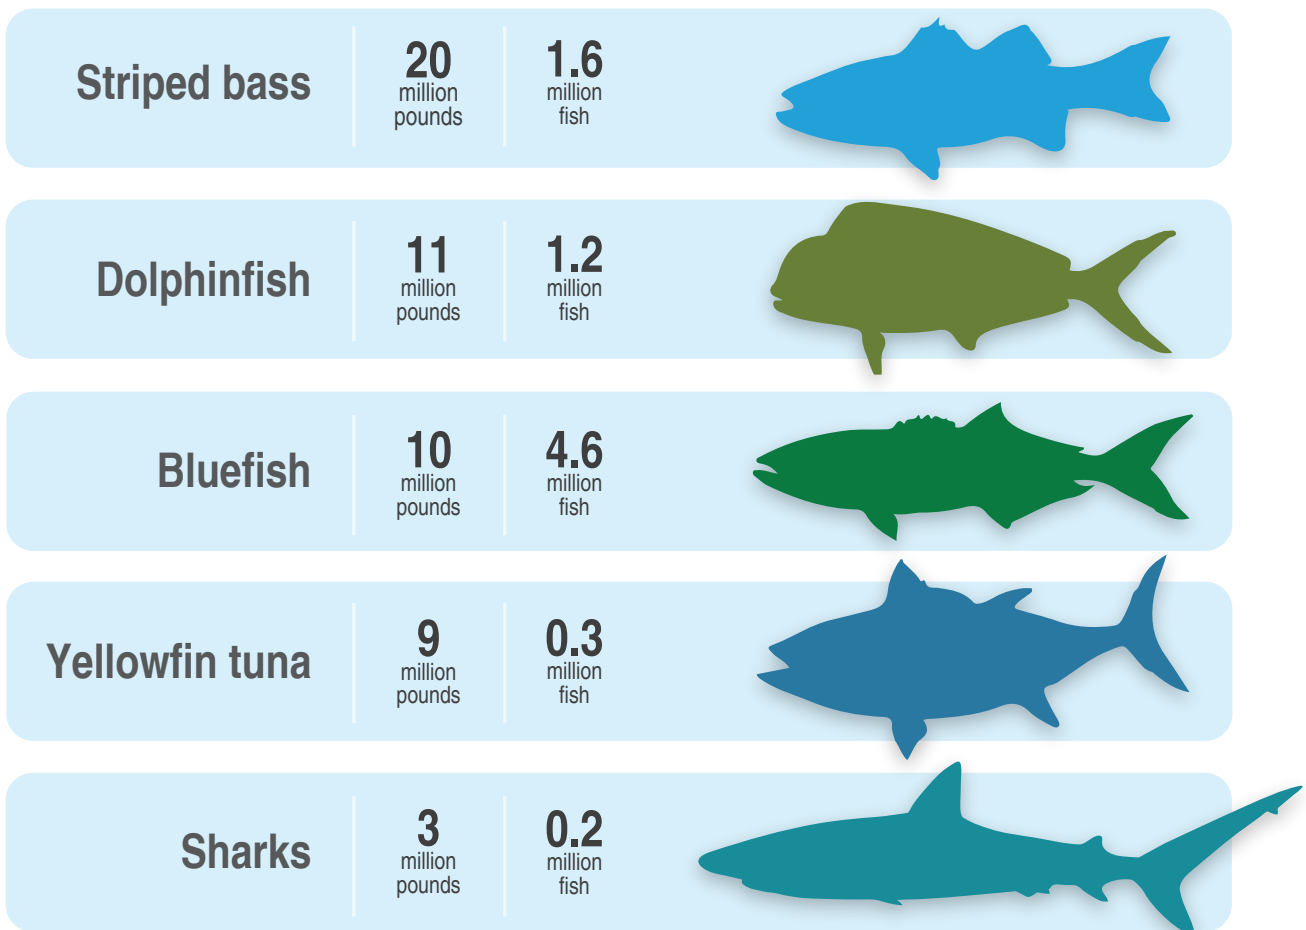 Striped bass
20
million
pounds
1.6
million
fish
Dolphinfish
11
million
pounds
1.2
million
fish
Bluefish
10
million
pounds
4.6
million
fish
Yellowfin tuna
9
million
pounds
0.3
million
fish
Sharks
3
million
pounds
0.2
million
fish